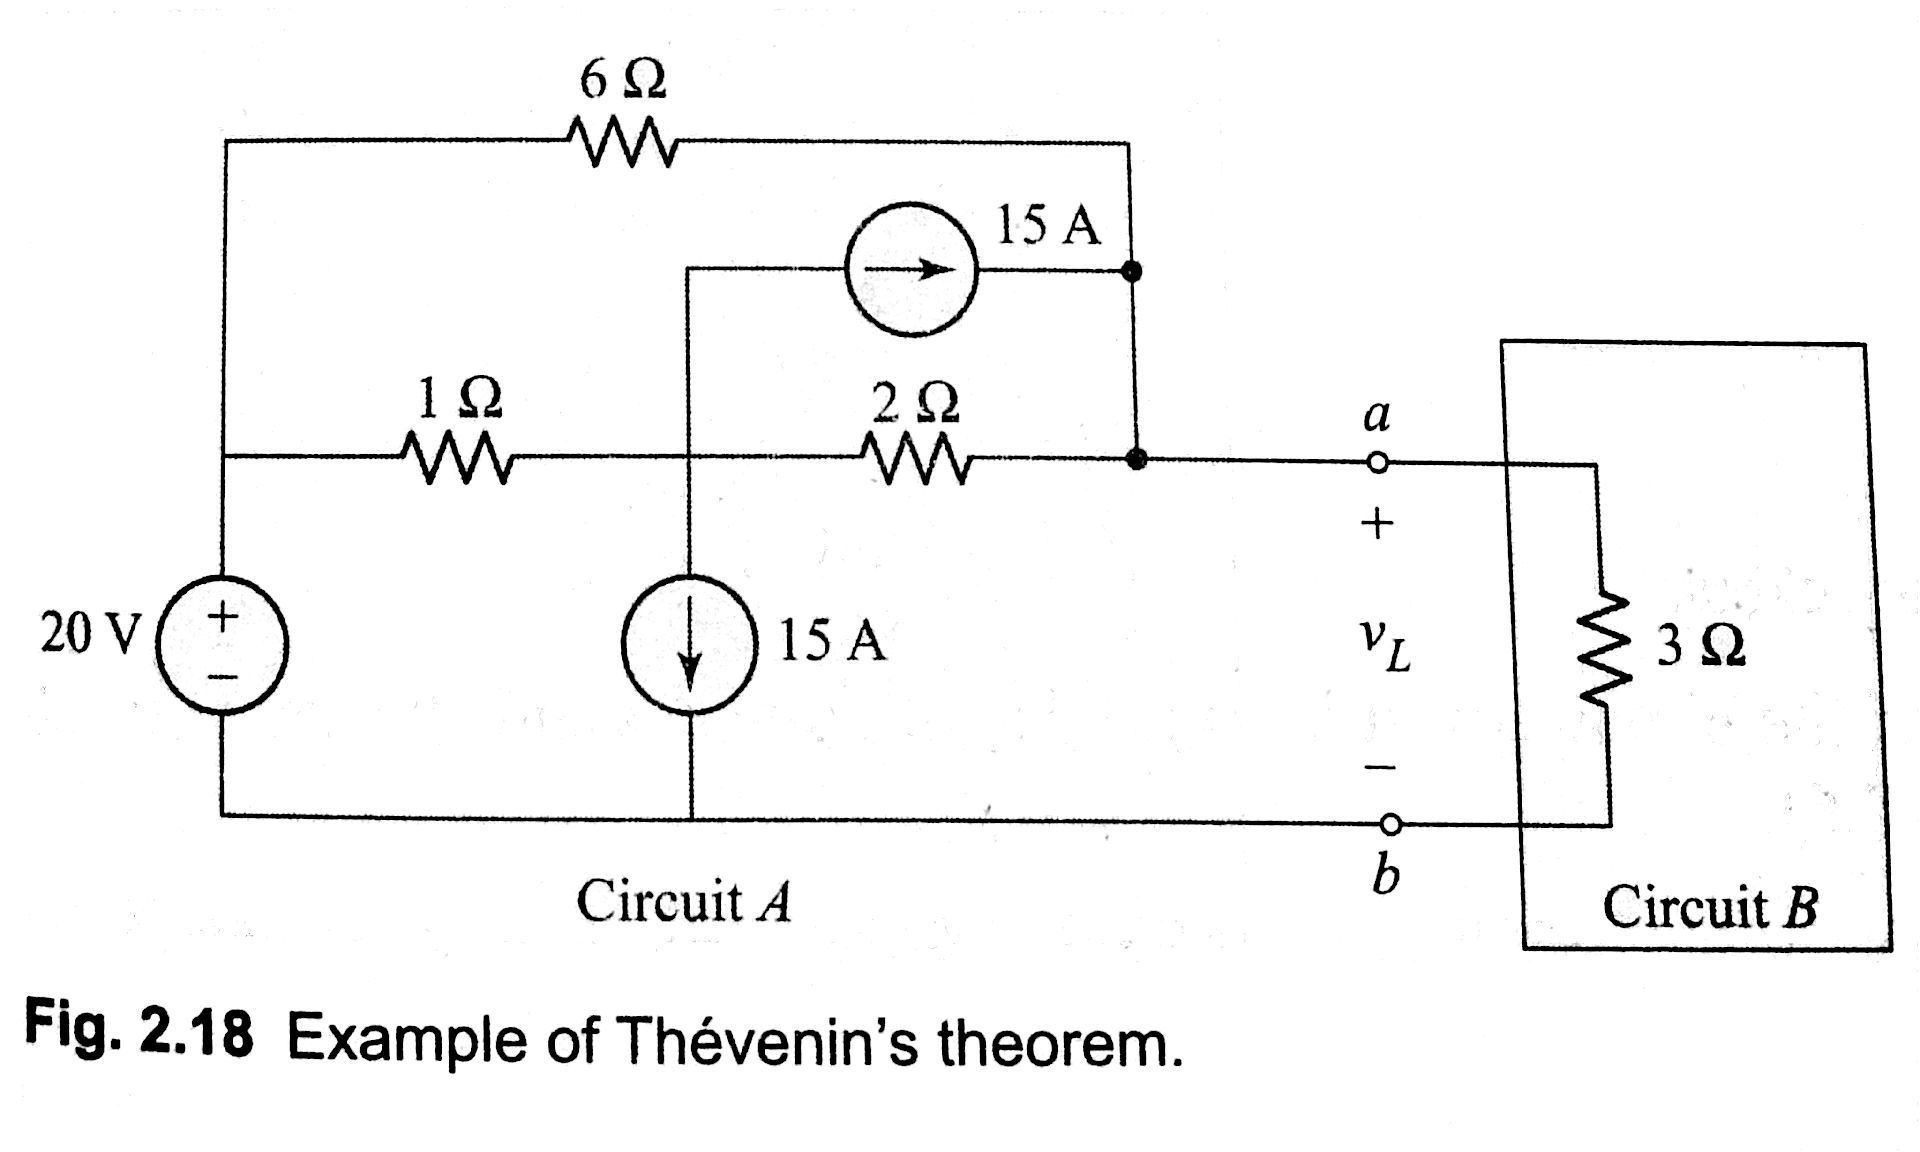 6 Ω
15 A
1 Ω
2 Ω
a
+
20 V
+
−
15 A
v_L
3 Ω
−
b
Circuit A
Circuit B
Fig. 2.18 Example of Thévenin's theorem.